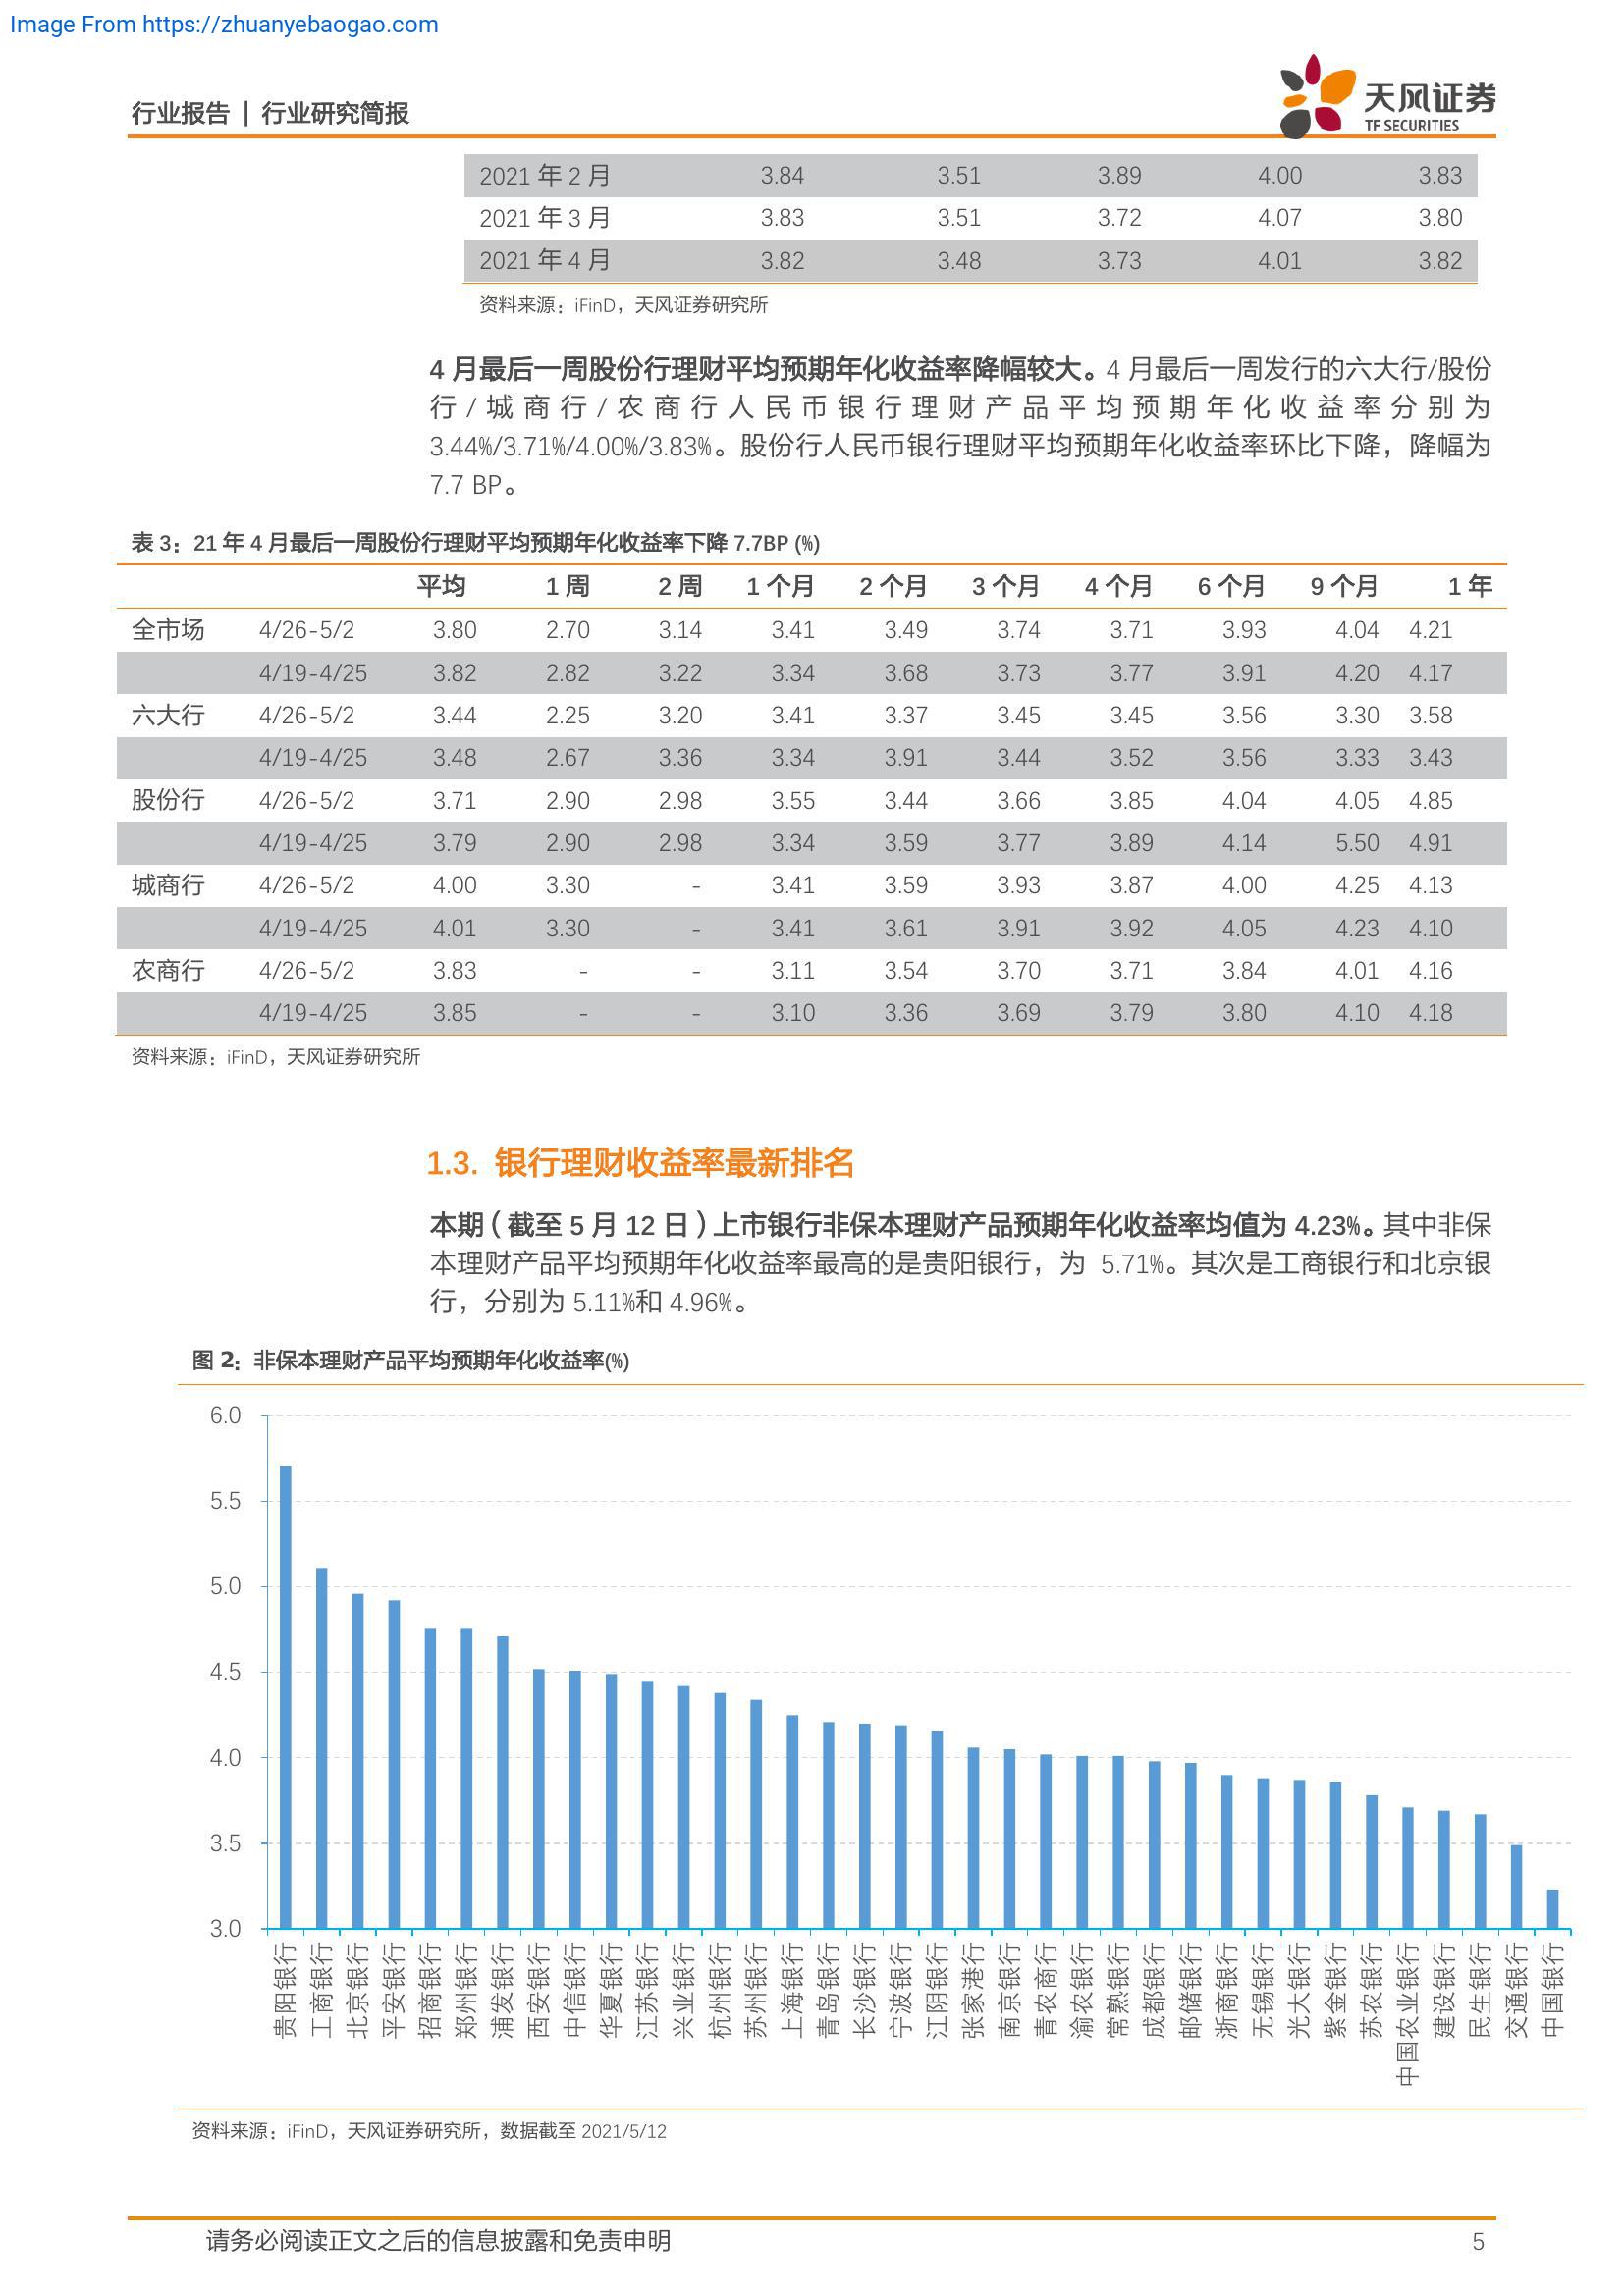 Image From https://zhuanyebaogao.com
行业报告 | 行业研究简报
天风证券
TF SECURITIES
2021 年 2 月 3.84 3.51 3.89 4.00 3.83
2021 年 3 月 3.83 3.51 3.72 4.07 3.80
2021 年 4 月 3.82 3.48 3.73 4.01 3.82
资料来源：iFinD，天风证券研究所
4 月最后一周股份行理财平均预期年化收益率降幅较大。4 月最后一周发行的六大行/股份
行/城商行/农商行人民币银行理财产品平均预期年化收益率分别为
3.44%/3.71%/4.00%/3.83%。股份行人民币银行理财平均预期年化收益率环比下降，降幅为
7.7 BP。
表 3：21 年 4 月最后一周股份行理财平均预期年化收益率下降 7.7BP (%)
平均 1 周 2 周 1 个月 2 个月 3 个月 4 个月 6 个月 9 个月 1 年
全市场 4/26-5/2 3.80 2.70 3.14 3.41 3.49 3.74 3.71 3.93 4.04 4.21
4/19-4/25 3.82 2.82 3.22 3.34 3.68 3.73 3.77 3.91 4.20 4.17
六大行 4/26-5/2 3.44 2.25 3.20 3.41 3.37 3.45 3.45 3.56 3.30 3.58
4/19-4/25 3.48 2.67 3.36 3.34 3.91 3.44 3.52 3.56 3.33 3.43
股份行 4/26-5/2 3.71 2.90 2.98 3.55 3.44 3.66 3.85 4.04 4.05 4.85
4/19-4/25 3.79 2.90 2.98 3.34 3.59 3.77 3.89 4.14 5.50 4.91
城商行 4/26-5/2 4.00 3.30 - 3.41 3.59 3.93 3.87 4.00 4.25 4.13
4/19-4/25 4.01 3.30 - 3.41 3.61 3.91 3.92 4.05 4.23 4.10
农商行 4/26-5/2 3.83 - - 3.11 3.54 3.70 3.71 3.84 4.01 4.16
4/19-4/25 3.85 - - 3.10 3.36 3.69 3.79 3.80 4.10 4.18
资料来源：iFinD，天风证券研究所
1.3. 银行理财收益率最新排名
本期（截至 5 月 12 日）上市银行非保本理财产品预期年化收益率均值为 4.23%。其中非保
本理财产品平均预期年化收益率最高的是贵阳银行，为 5.71%。其次是工商银行和北京银
行，分别为 5.11%和 4.96%。
图 2：非保本理财产品平均预期年化收益率(%)
6.0
5.5
5.0
4.5
4.0
3.5
3.0
贵阳银行
工商银行
北京银行
平安银行
招商银行
郑州银行
浦发银行
西安银行
中信银行
华夏银行
江苏银行
兴业银行
杭州银行
苏州银行
上海银行
青岛银行
长沙银行
宁波银行
江阴银行
张家港行
南京银行
青农商行
渝农银行
常熟银行
成都银行
邮储银行
浙商银行
无锡银行
光大银行
紫金银行
苏农银行
中国农业银行
建设银行
民生银行
交通银行
中国银行
资料来源：iFinD，天风证券研究所，数据截至 2021/5/12
请务必阅读正文之后的信息披露和免责申明 5